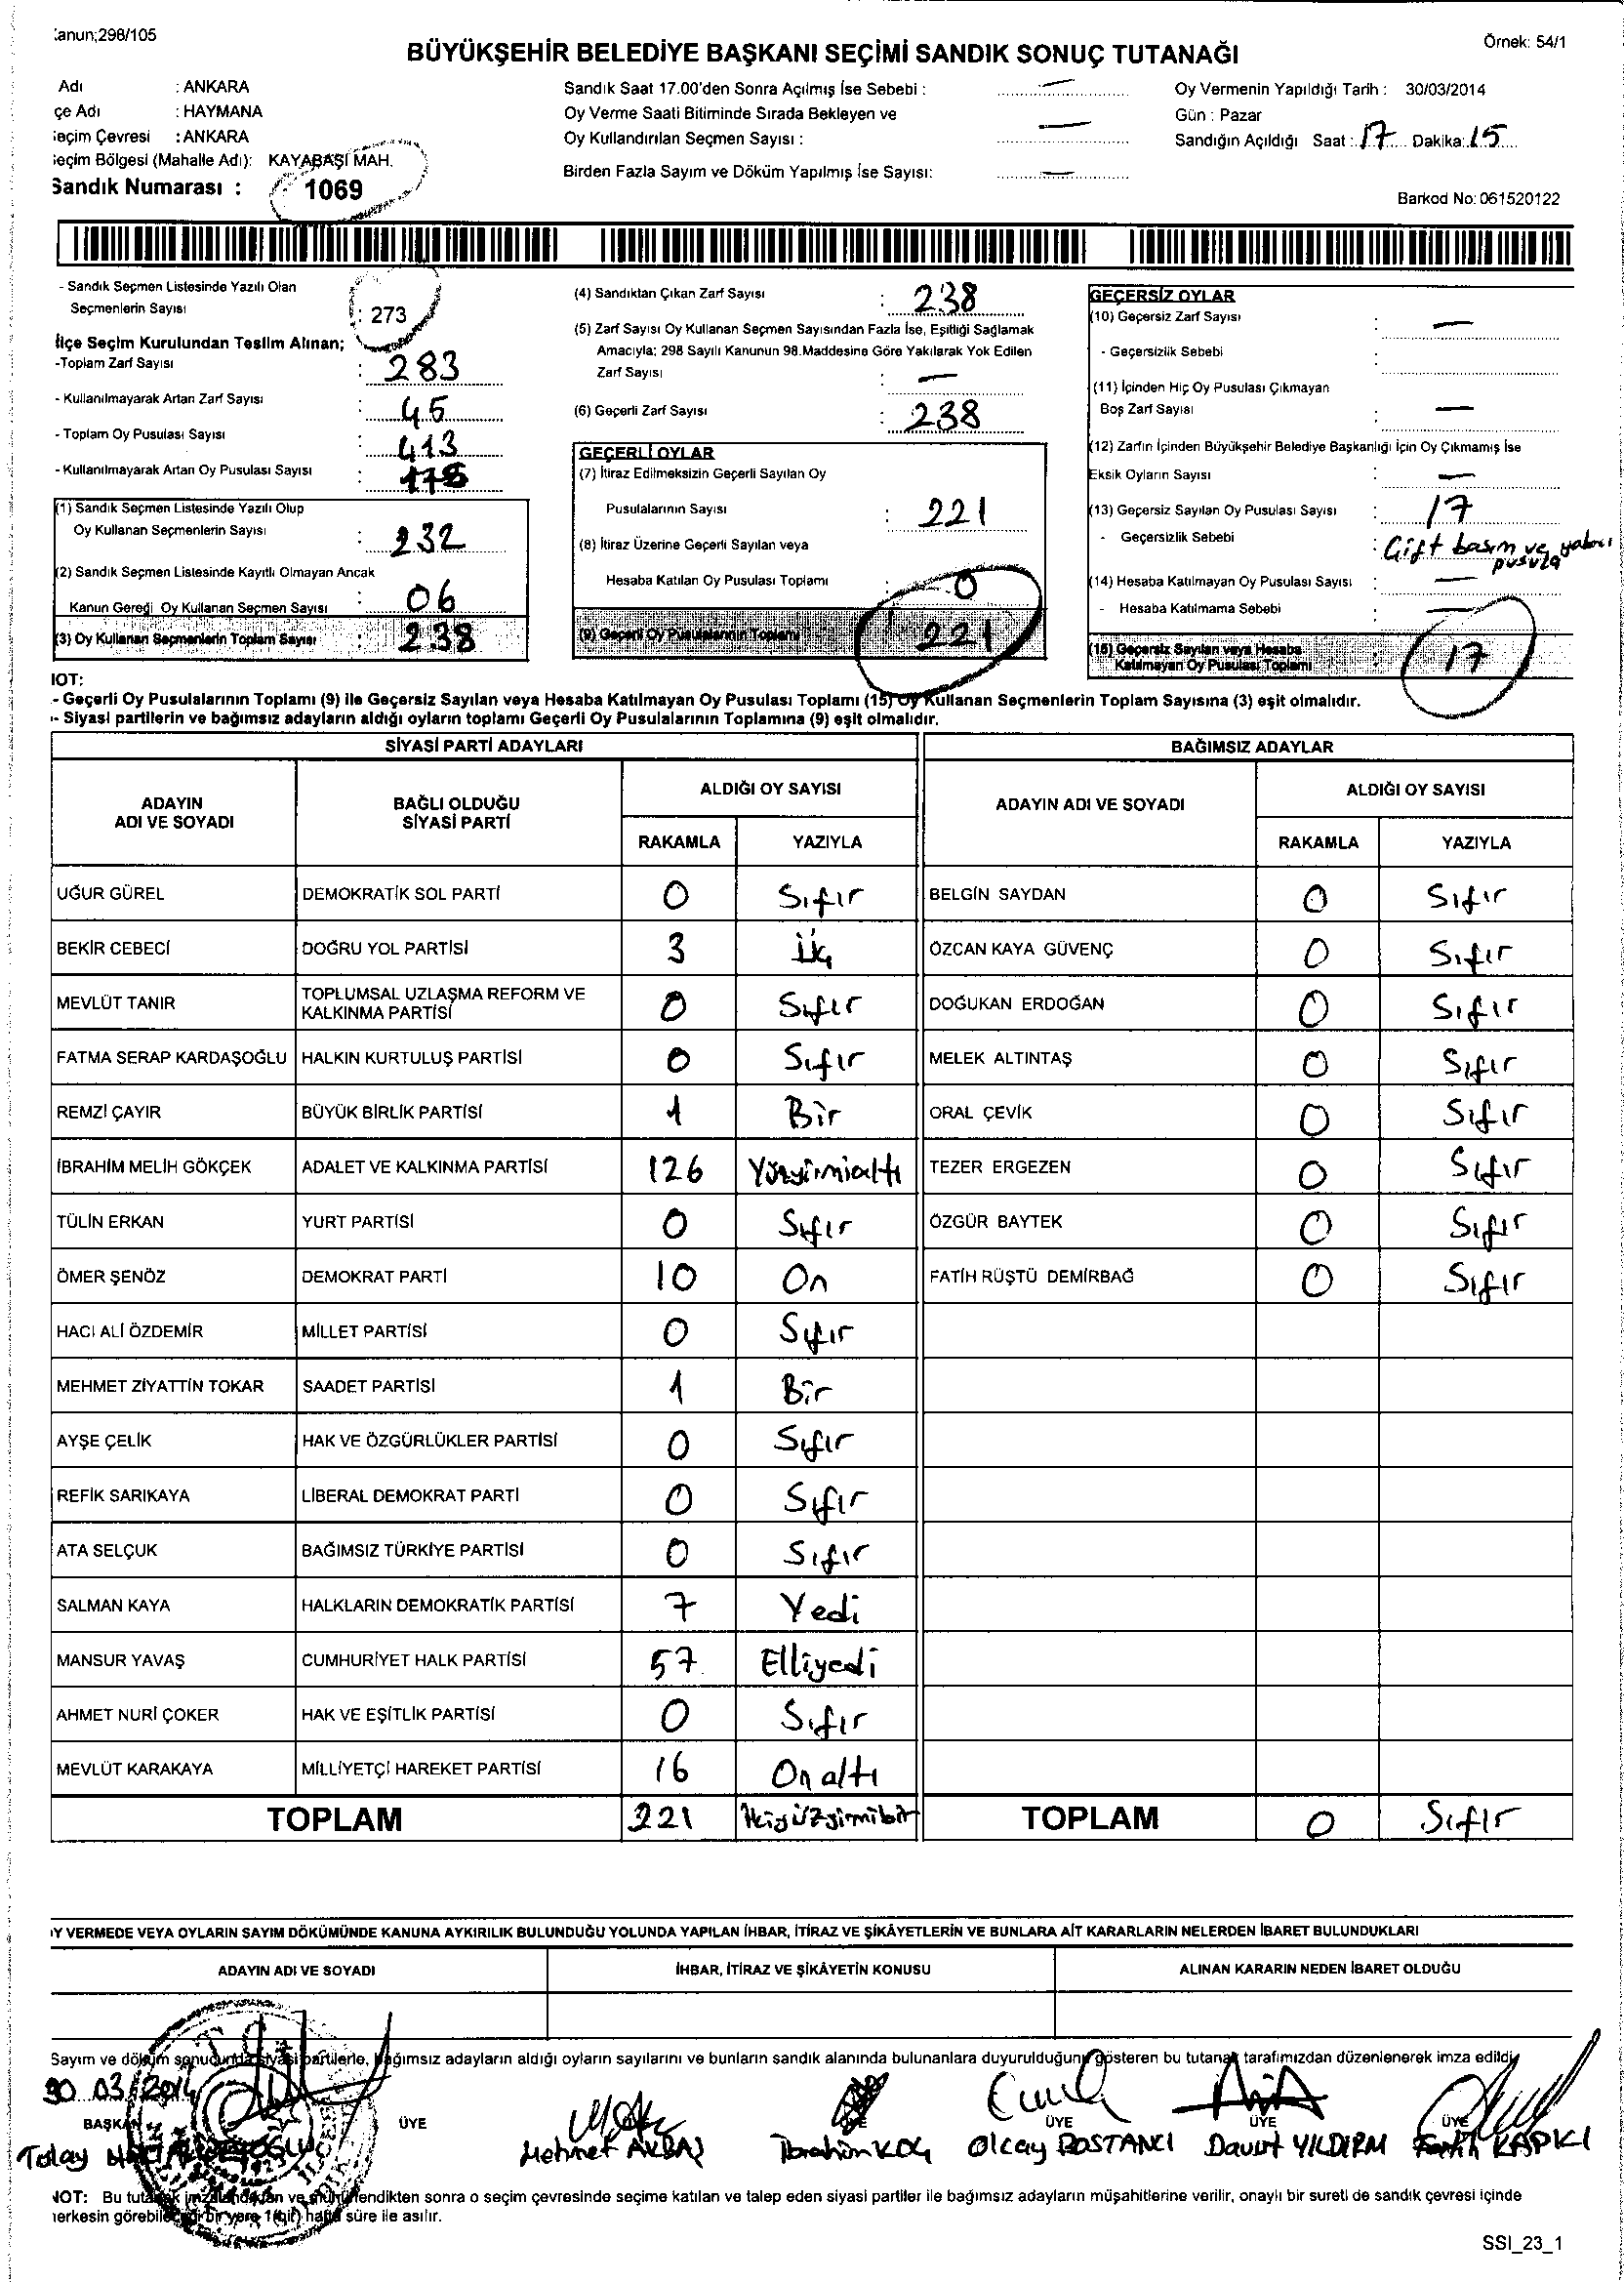 :anun;298/105
Örnek: 54/1
BÜYÜKŞEHİR BELEDİYE BAŞKANI SEÇİMİ SANDIK SONUÇ TUTANAĞI
Adı : ANKARA
çe Adı : HAYMANA
eçim Çevresi : ANKARA
eçim Bölgesi (Mahalle Adı): KAYABAŞI MAH.
Sandık Numarası : 1069
Sandık Saat 17.00'den Sonra Açılmış İse Sebebi : —
Oy Verme Saati Bitiminde Sırada Bekleyen ve
Oy Kullandırılan Seçmen Sayısı : —
Birden Fazla Sayım ve Döküm Yapılmış İse Sayısı: —
Oy Vermenin Yapıldığı Tarih : 30/03/2014
Gün : Pazar
Sandığın Açıldığı Saat : 17 Dakika: 15
Barkod No: 061520122
- Sandık Seçmen Listesinde Yazılı Olan
Seçmenlerin Sayısı : 273
İlçe Seçim Kurulundan Teslim Alınan;
-Toplam Zarf Sayısı : 283
- Kullanılmayarak Artan Zarf Sayısı : 45
- Toplam Oy Pusulası Sayısı : 413
- Kullanılmayarak Artan Oy Pusulası Sayısı :
(1) Sandık Seçmen Listesinde Yazılı Olup
Oy Kullanan Seçmenlerin Sayısı : 232
(2) Sandık Seçmen Listesinde Kayıtlı Olmayan Ancak
Kanun Gereği Oy Kullanan Seçmen Sayısı : 06
(3) Oy Kullanan Seçmenlerin Toplam Sayısı : 238
(4) Sandıktan Çıkan Zarf Sayısı : 238
(5) Zarf Sayısı Oy Kullanan Seçmen Sayısından Fazla İse, Eşitliği Sağlamak
Amacıyla; 298 Sayılı Kanunun 98.Maddesine Göre Yakılarak Yok Edilen
Zarf Sayısı : —
(6) Geçerli Zarf Sayısı : 238
GEÇERLİ OYLAR
(7) İtiraz Edilmeksizin Geçerli Sayılan Oy
Pusulalarının Sayısı : 221
(8) İtiraz Üzerine Geçerli Sayılan veya
Hesaba Katılan Oy Pusulası Toplamı : 0
(9) Geçerli Oy Pusulalarının Toplamı 221
GEÇERSİZ OYLAR
(10) Geçersiz Zarf Sayısı : —
- Geçersizlik Sebebi :
(11) İçinden Hiç Oy Pusulası Çıkmayan
Boş Zarf Sayısı : —
(12) Zarfın İçinden Büyükşehir Belediye Başkanlığı İçin Oy Çıkmamış İse
Eksik Oyların Sayısı : —
(13) Geçersiz Sayılan Oy Pusulası Sayısı : 17
- Geçersizlik Sebebi : Çift basım ve yabancı
pusula
(14) Hesaba Katılmayan Oy Pusulası Sayısı : —
- Hesaba Katılmama Sebebi : —
(15) Geçersiz Sayılan veya Hesaba
Katılmayan Oy Pusulası Toplamı : 17
NOT:
- Geçerli Oy Pusulalarının Toplamı (9) ile Geçersiz Sayılan veya Hesaba Katılmayan Oy Pusulası Toplamı (15) Oy Kullanan Seçmenlerin Toplam Sayısına (3) eşit olmalıdır.
- Siyasi partilerin ve bağımsız adayların aldığı oyların toplamı Geçerli Oy Pusulalarının Toplamına (9) eşit olmalıdır.
SİYASİ PARTİ ADAYLARI BAĞIMSIZ ADAYLAR
ADAYIN ADI VE SOYADI BAĞLI OLDUĞU SİYASİ PARTİ ALDIĞI OY SAYISI ADAYIN ADI VE SOYADI ALDIĞI OY SAYISI
RAKAMLA YAZIYLA RAKAMLA YAZIYLA
UĞUR GÜREL DEMOKRATİK SOL PARTİ 0 Sıfır BELGİN SAYDAN 0 Sıfır
BEKİR CEBECİ DOĞRU YOL PARTİSİ 3 Üç ÖZCAN KAYA GÜVENÇ 0 Sıfır
MEVLÜT TANIR TOPLUMSAL UZLAŞMA REFORM VE KALKINMA PARTİSİ 0 Sıfır DOĞUKAN ERDOĞAN 0 Sıfır
FATMA SERAP KARDAŞOĞLU HALKIN KURTULUŞ PARTİSİ 0 Sıfır MELEK ALTINTAŞ 0 Sıfır
REMZİ ÇAYIR BÜYÜK BİRLİK PARTİSİ 1 Bir ORAL ÇEVİK 0 Sıfır
İBRAHİM MELİH GÖKÇEK ADALET VE KALKINMA PARTİSİ 126 Yüzyirmialtı TEZER ERGEZEN 0 Sıfır
TÜLİN ERKAN YURT PARTİSİ 0 Sıfır ÖZGÜR BAYTEK 0 Sıfır
ÖMER ŞENÖZ DEMOKRAT PARTİ 10 On FATİH RÜŞTÜ DEMİRBAĞ 0 Sıfır
HACI ALİ ÖZDEMİR MİLLET PARTİSİ 0 Sıfır
MEHMET ZİYATTİN TOKAR SAADET PARTİSİ 1 Bir
AYŞE ÇELİK HAK VE ÖZGÜRLÜKLER PARTİSİ 0 Sıfır
REFİK SARIKAYA LİBERAL DEMOKRAT PARTİ 0 Sıfır
ATA SELÇUK BAĞIMSIZ TÜRKİYE PARTİSİ 0 Sıfır
SALMAN KAYA HALKLARIN DEMOKRATİK PARTİSİ 7 Yedi
MANSUR YAVAŞ CUMHURİYET HALK PARTİSİ 57 Elliyedi
AHMET NURİ ÇOKER HAK VE EŞİTLİK PARTİSİ 0 Sıfır
MEVLÜT KARAKAYA MİLLİYETÇİ HAREKET PARTİSİ 16 On altı
TOPLAM 221 İkiyüzyirmibir TOPLAM 0 Sıfır
Y VERMEDE VEYA OYLARIN SAYIM DÖKÜMÜNDE KANUNA AYKIRILIK BULUNDUĞU YOLUNDA YAPILAN İHBAR, İTİRAZ VE ŞİKÂYETLERİN VE BUNLARA AİT KARARLARIN NELERDEN İBARET BULUNDUKLARI
ADAYIN ADI VE SOYADI İHBAR, İTİRAZ VE ŞİKÂYETİN KONUSU ALINAN KARARIN NEDEN İBARET OLDUĞU
Sayım ve döküm sonucunda siyasi partilerle, bağımsız adayların aldığı oyların sayılarını ve bunların sandık alanında bulunanlara duyurulduğunu gösteren bu tutanak tarafımızdan düzenlenerek imza edildi
30 03/2014
BAŞKAN ÜYE ÜYE ÜYE ÜYE ÜYE
Tolay Mehmet AKBAŞ İbrahim KOÇ Olcay BOSTANCI Davut YILDIRIM Fatih KAPKI
NOT: Bu tutanak imzalandıktan ve mühürlendikten sonra o seçim çevresinde seçime katılan ve talep eden siyasi partiler ile bağımsız adayların müşahitlerine verilir, onaylı bir sureti de sandık çevresi içinde
herkesin görebileceği bir yere 1 (bir) hafta süre ile asılır.
SSI_23_1